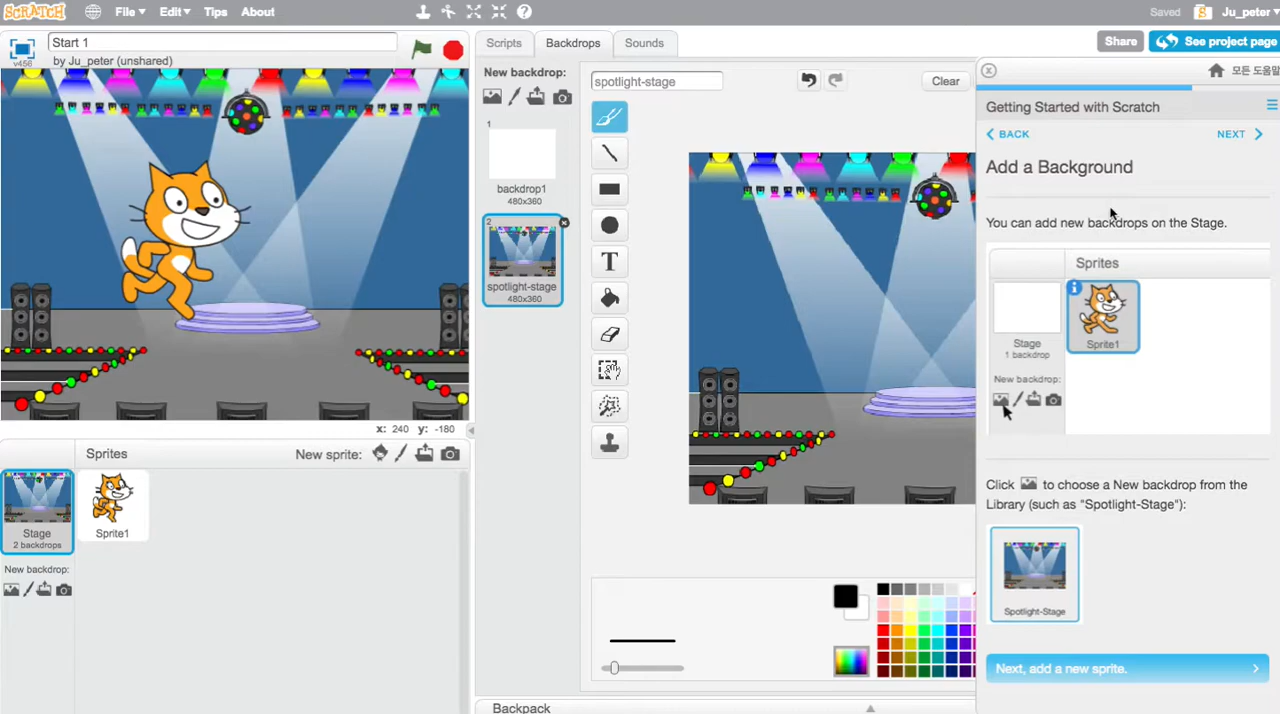 SCRATCH
File
Edit
Tips
About
Saved
S
Ju_peter
Start 1
by Ju_peter (unshared)
v456
Scripts
Backdrops
Sounds
Share
See project page
New backdrop:
spotlight-stage
Clear
모든 도움말
1
backdrop1
480x360
2
spotlight-stage
480x360
T
Getting Started with Scratch
BACK
NEXT
Add a Background
You can add new backdrops on the Stage.
Sprites
Stage
1 backdrop
Sprite1
New backdrop:
Click to choose a New backdrop from the
Library (such as “Spotlight-Stage”):
Spotlight-Stage
Next, add a new sprite.
x: 240 y: -180
Sprites
New sprite:
Stage
2 backdrops
Sprite1
New backdrop:
Backpack